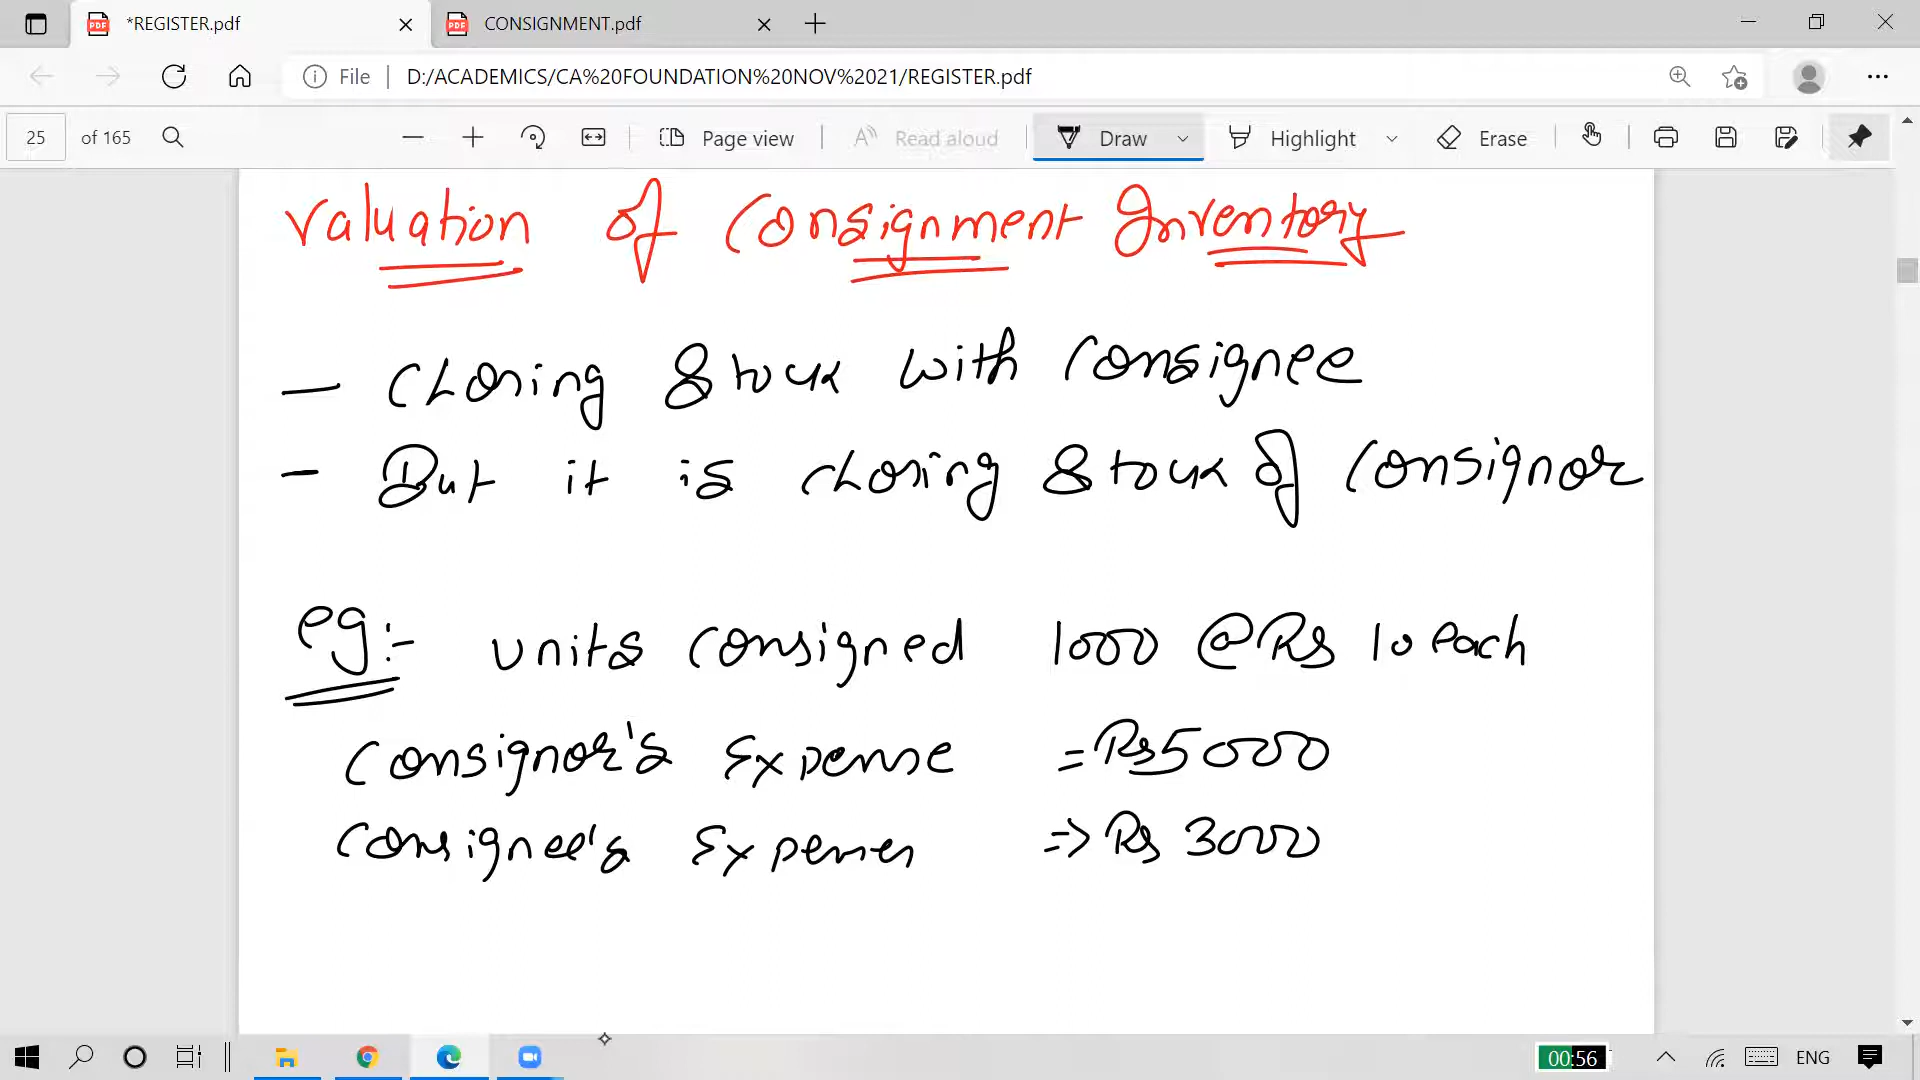 *REGISTER.pdf
CONSIGNMENT.pdf
File
D:/ACADEMICS/CA%20FOUNDATION%20NOV%2021/REGISTER.pdf
25 of 165
Page view
Read aloud
Draw
Highlight
Erase
Valuation of Consignment Inventory
— Closing Stock with Consignee
- But it is closing stock of Consignor
eg:- units consigned 1000 @ Rs 10 each
Consignor's Expense = Rs 5000
Consignee's Expenses => Rs 3000
00:56
ENG